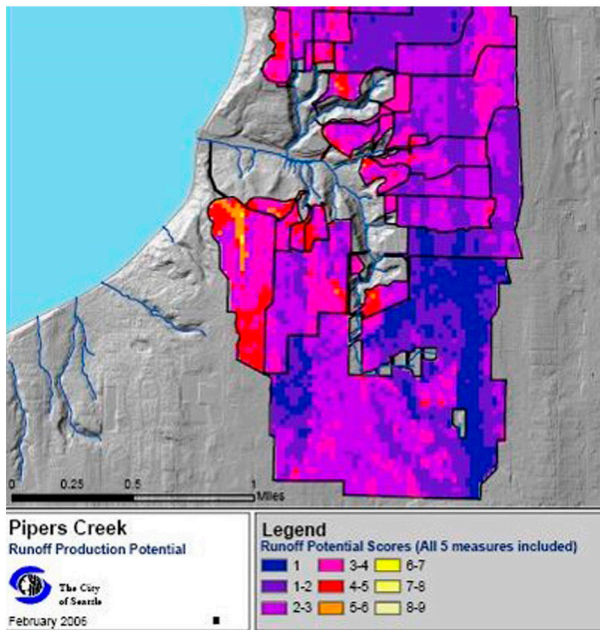 0 0.25 0.5 1
Miles
Pipers Creek
Runoff Production Potential
The City
of Seattle
February 2006
Legend
Runoff Potential Scores (All 5 measures included)
1 3-4 6-7
1-2 4-5 7-8
2-3 5-6 8-9